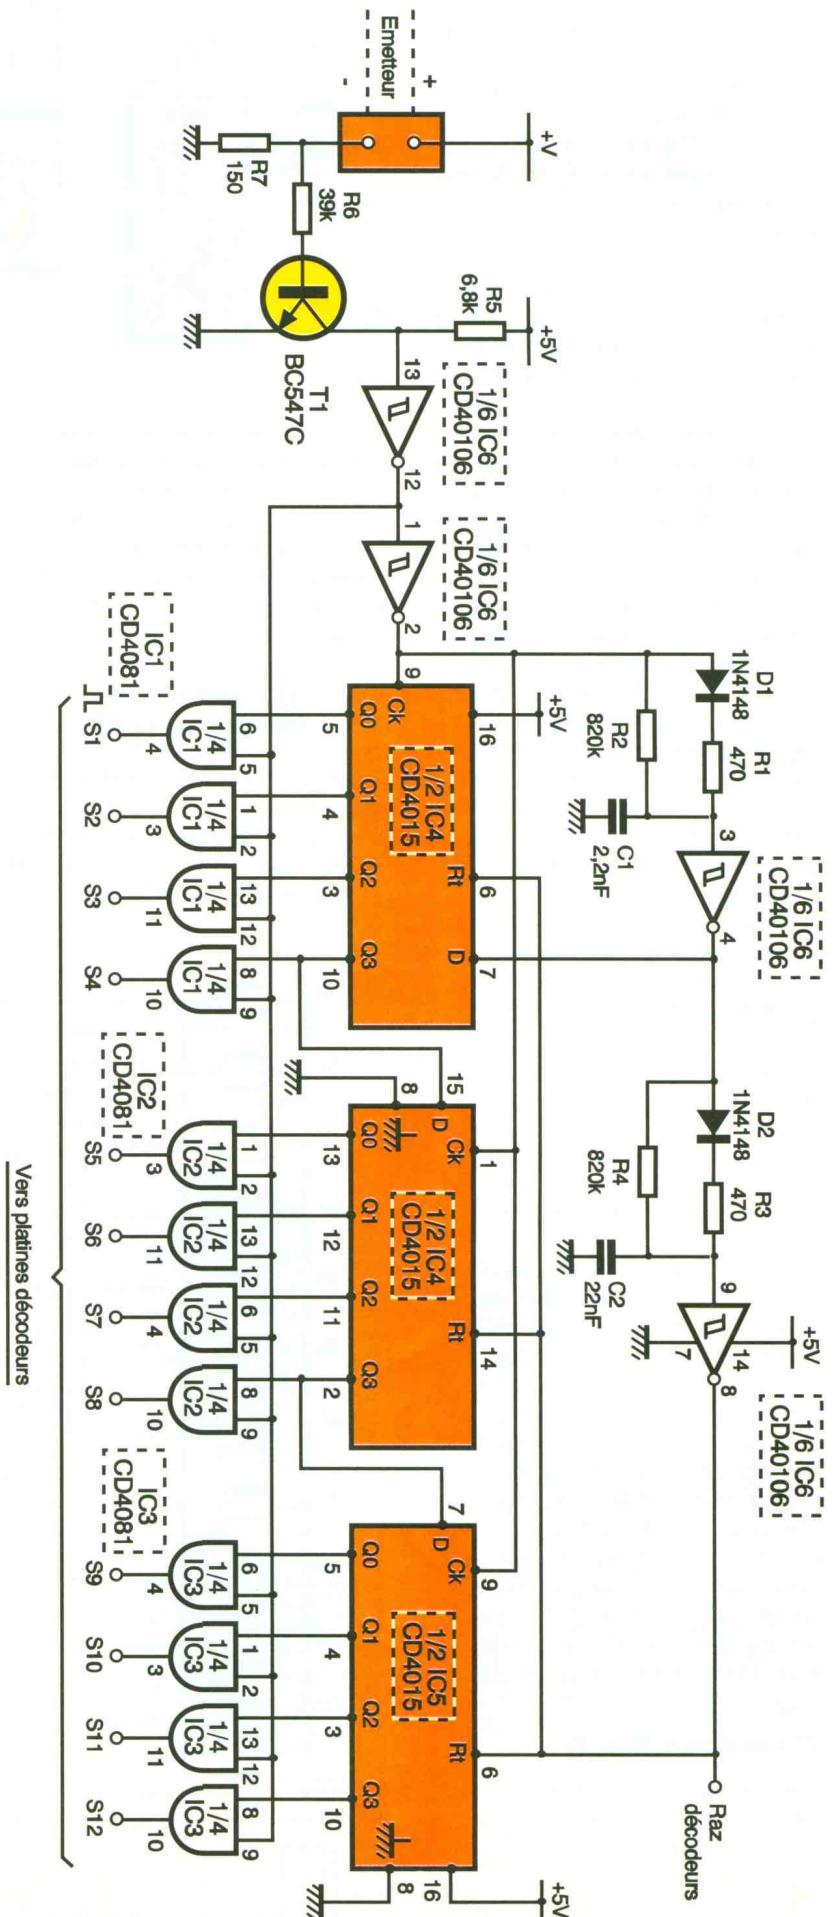 Emetteur
+
-
+V
R7
150
R6
39k
T1
BC547C
R5
6,8k
+5V
1/6 IC6
CD40106
13
12
1/6 IC6
CD40106
1
2
D1
1N4148
R1
470
R2
820k
C1
2,2nF
3
1/6 IC6
CD40106
4
D2
1N4148
R3
470
R4
820k
C2
22nF
+5V
9
14
7
8
1/6 IC6
CD40106
Raz
décodeurs
+5V
16
9
Ck
1/2 IC4
CD4015
Rt
6
D
7
Q0
Q1
Q2
Q3
5
4
3
10
15
8
D
Ck
1
1/2 IC4
CD4015
Rt
14
Q0
Q1
Q2
Q3
13
12
11
2
7
D
Ck
9
1/2 IC5
CD4015
Rt
6
Q0
Q1
Q2
Q3
5
4
3
10
8
16
+5V
IC1
CD4081
6
5
1/4
IC1
4
S1
1
2
1/4
IC1
3
S2
13
12
1/4
IC1
11
S3
8
9
1/4
IC1
10
S4
IC2
CD4081
1
2
1/4
IC2
3
S5
13
12
1/4
IC2
11
S6
6
5
1/4
IC2
4
S7
8
9
1/4
IC2
10
S8
IC3
CD4081
6
5
1/4
IC3
4
S9
1
2
1/4
IC3
3
S10
13
12
1/4
IC3
11
S11
8
9
1/4
IC3
10
S12
Vers platines décodeurs